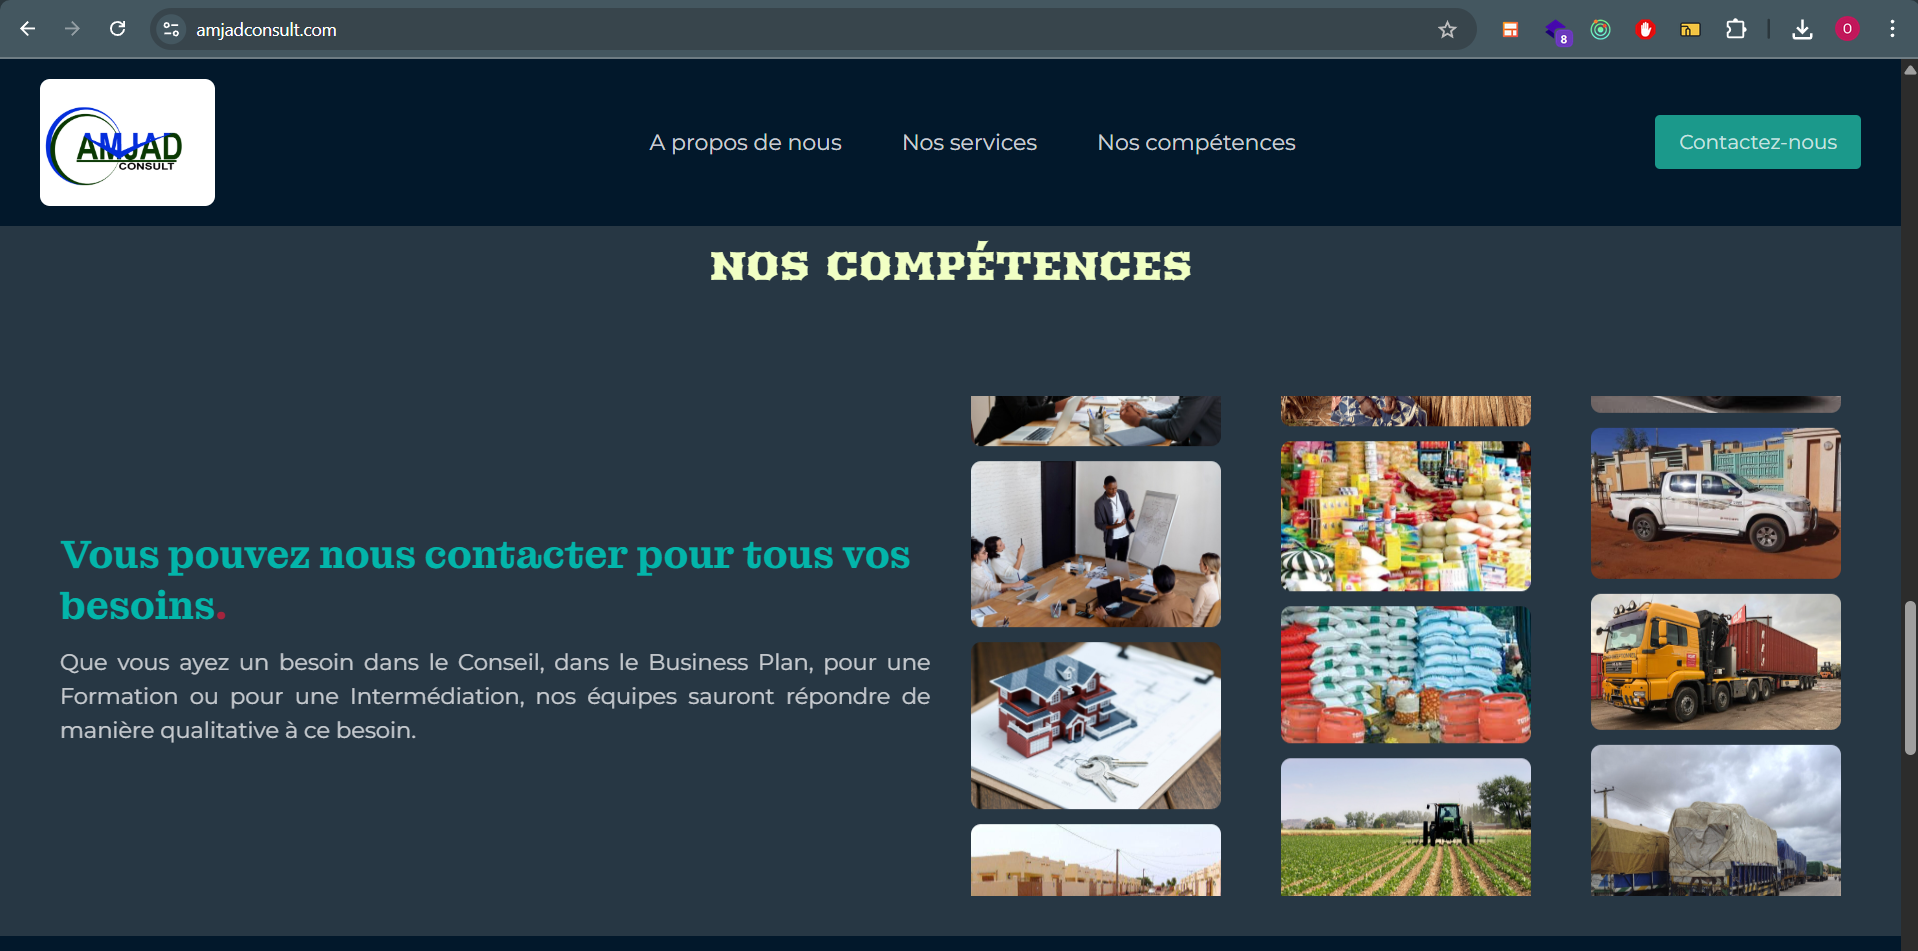 amjadconsult.com
8
O
AMJAD
CONSULT
A propos de nous
Nos services
Nos compétences
Contactez-nous
NOS COMPÉTENCES
Vous pouvez nous contacter pour tous vos
besoins.
Que vous ayez un besoin dans le Conseil, dans le Business Plan, pour une
Formation ou pour une Intermédiation, nos équipes sauront répondre de
manière qualitative à ce besoin.